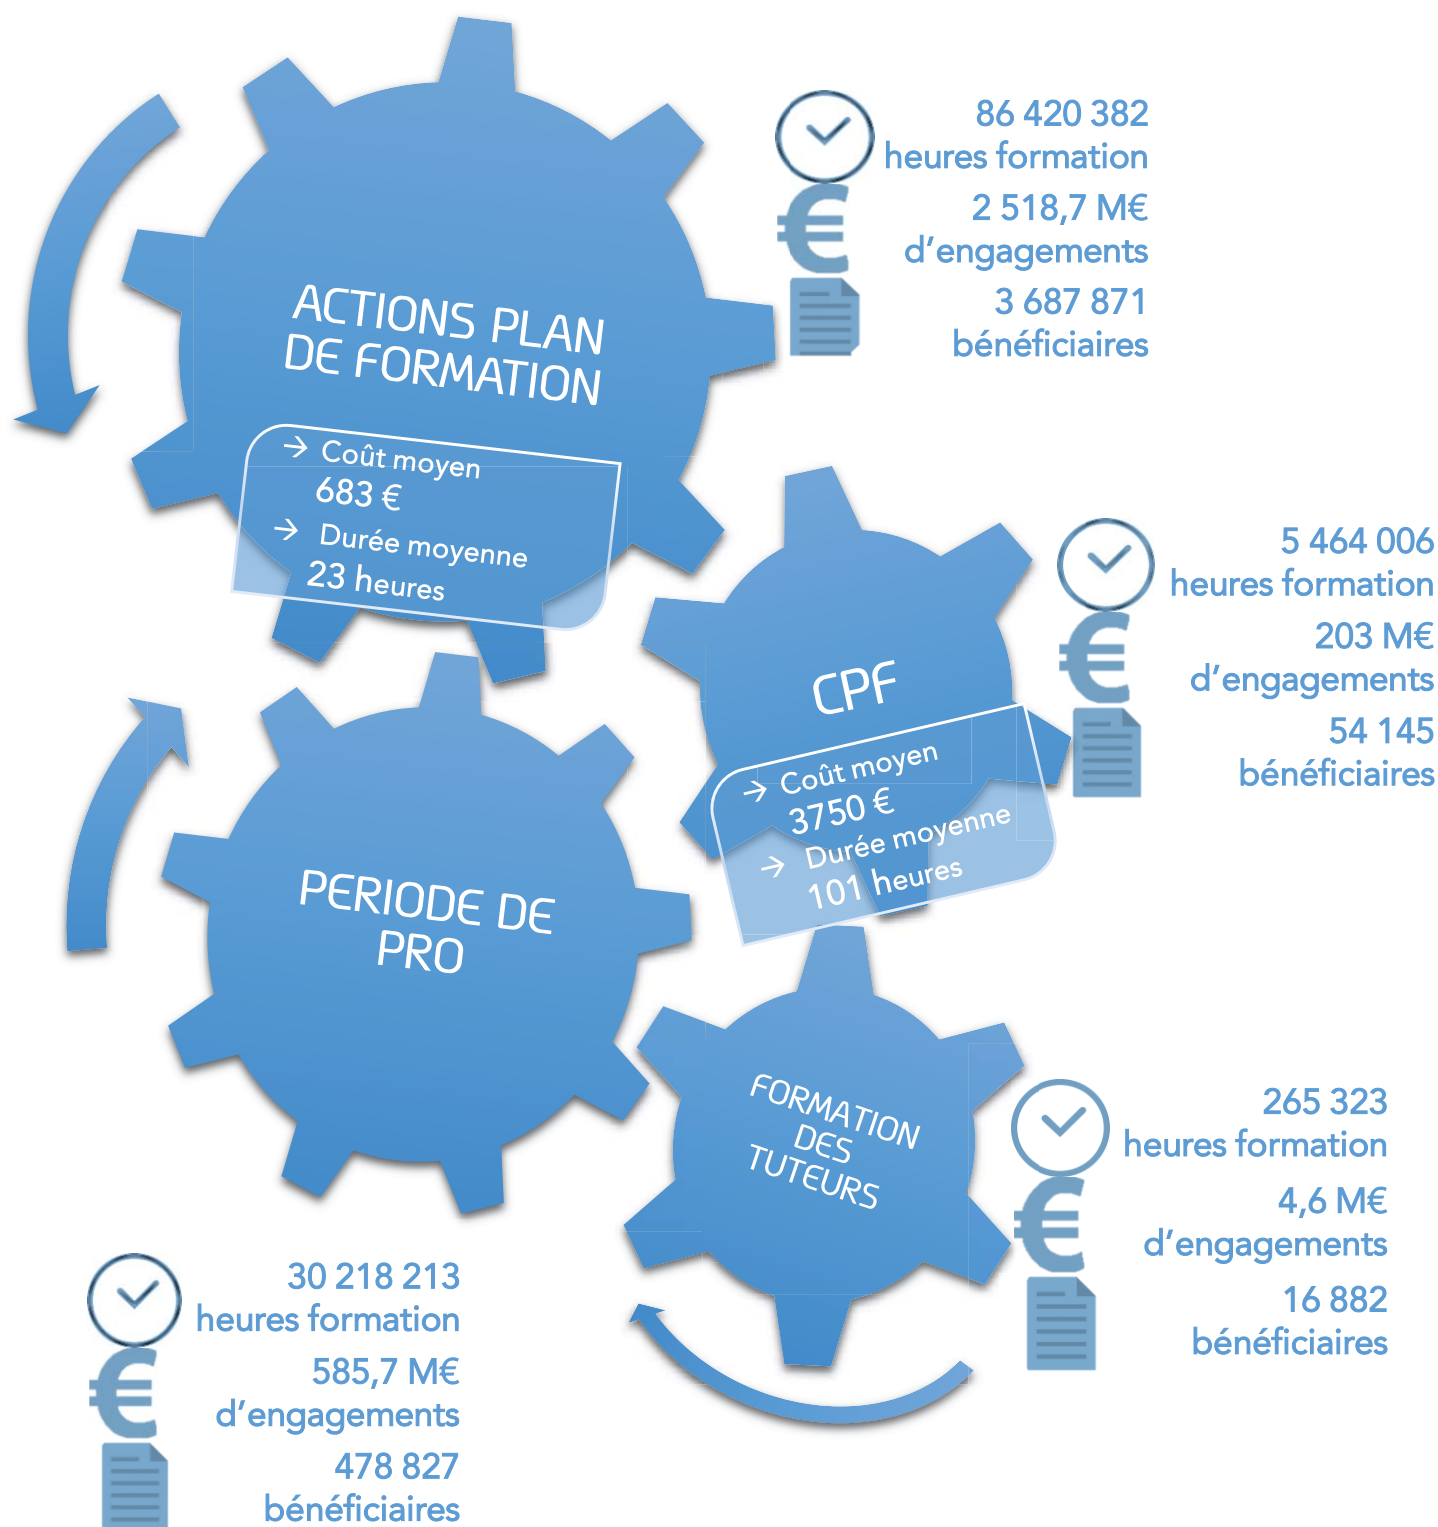 86 420 382
heures formation
2 518,7 M€
d’engagements
3 687 871
bénéficiaires
ACTIONS PLAN
DE FORMATION
→ Coût moyen
683 €
→ Durée moyenne
23 heures
5 464 006
heures formation
203 M€
d’engagements
54 145
bénéficiaires
CPF
→ Coût moyen
3750 €
→ Durée moyenne
101 heures
PERIODE DE
PRO
FORMATION
DES
TUTEURS
265 323
heures formation
4,6 M€
d’engagements
16 882
bénéficiaires
30 218 213
heures formation
585,7 M€
d’engagements
478 827
bénéficiaires